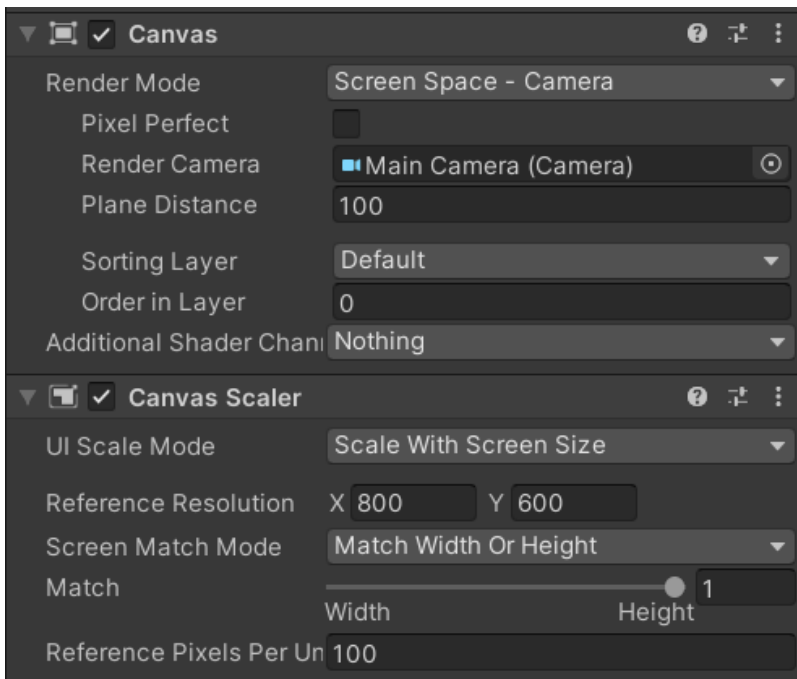 Canvas
Render Mode Screen Space - Camera
Pixel Perfect
Render Camera Main Camera (Camera)
Plane Distance 100
Sorting Layer Default
Order in Layer 0
Additional Shader Chan Nothing
Canvas Scaler
UI Scale Mode Scale With Screen Size
Reference Resolution X 800 Y 600
Screen Match Mode Match Width Or Height
Match 1
Width Height
Reference Pixels Per Un 100